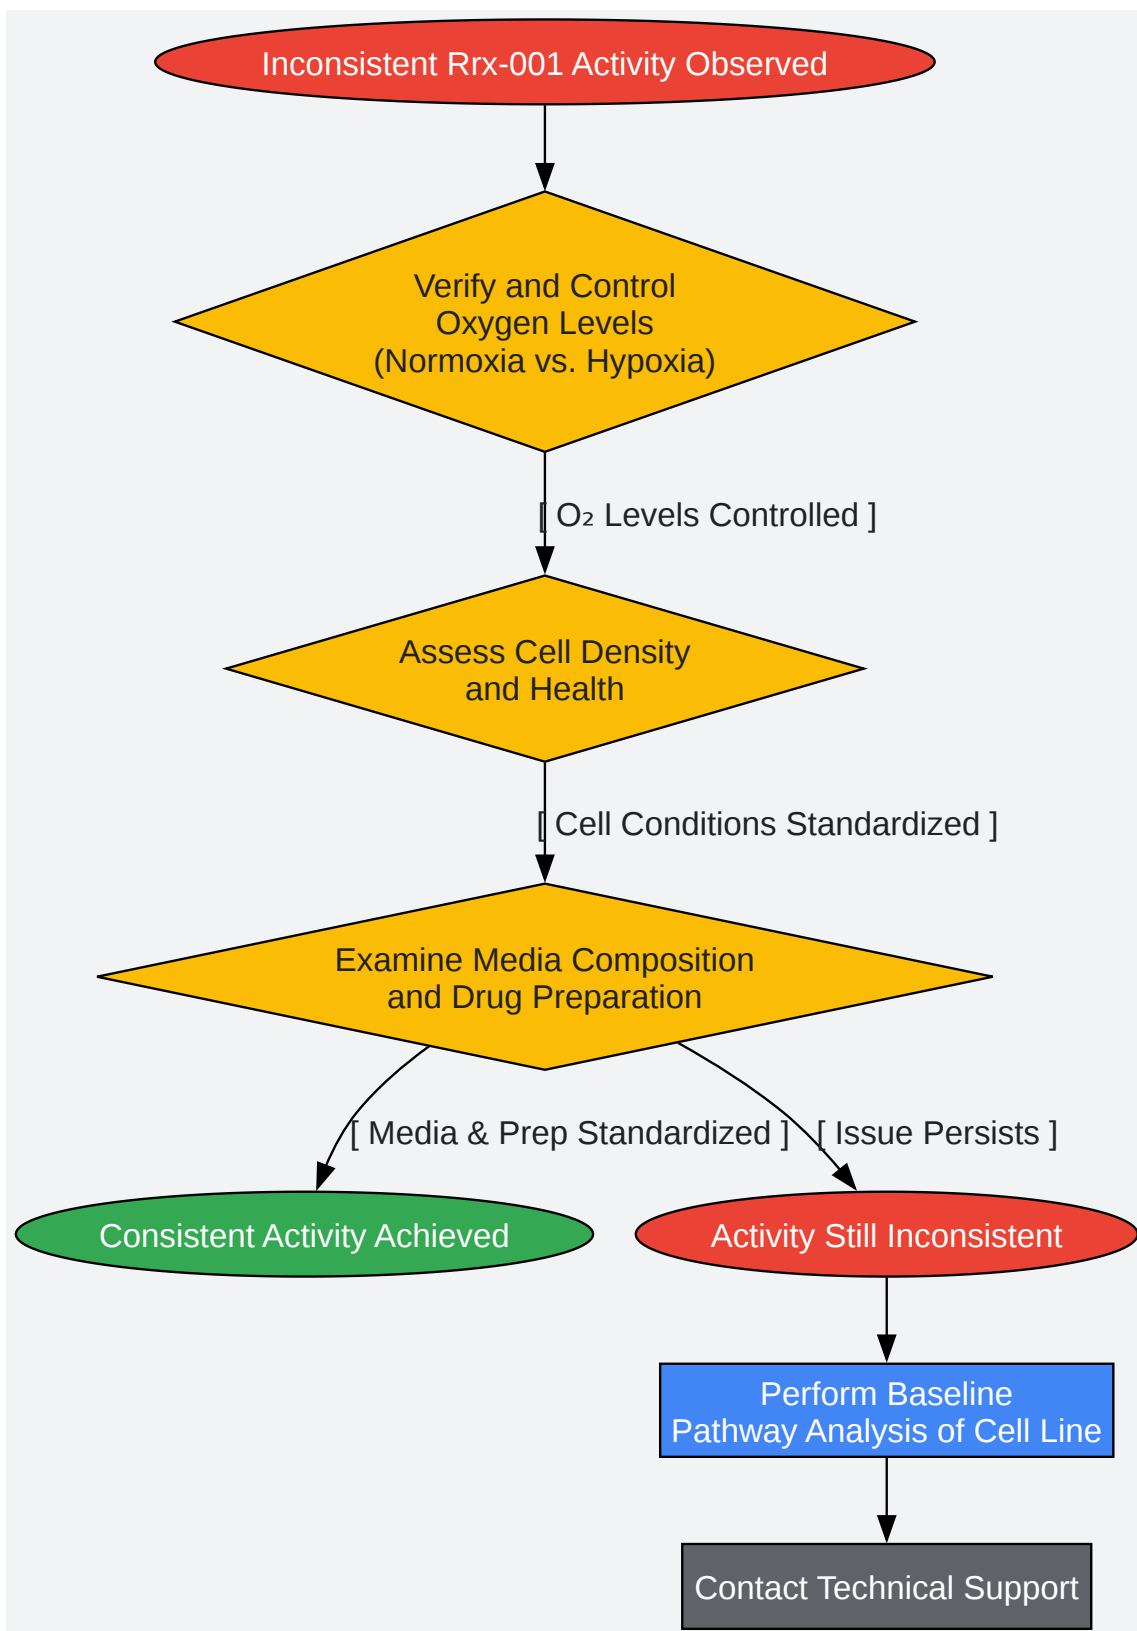 Inconsistent Rrx-001 Activity Observed
Verify and Control
Oxygen Levels
(Normoxia vs. Hypoxia)
[ O₂ Levels Controlled ]
Assess Cell Density
and Health
[ Cell Conditions Standardized ]
Examine Media Composition
and Drug Preparation
[ Media & Prep Standardized ]
[ Issue Persists ]
Consistent Activity Achieved
Activity Still Inconsistent
Perform Baseline
Pathway Analysis of Cell Line
Contact Technical Support